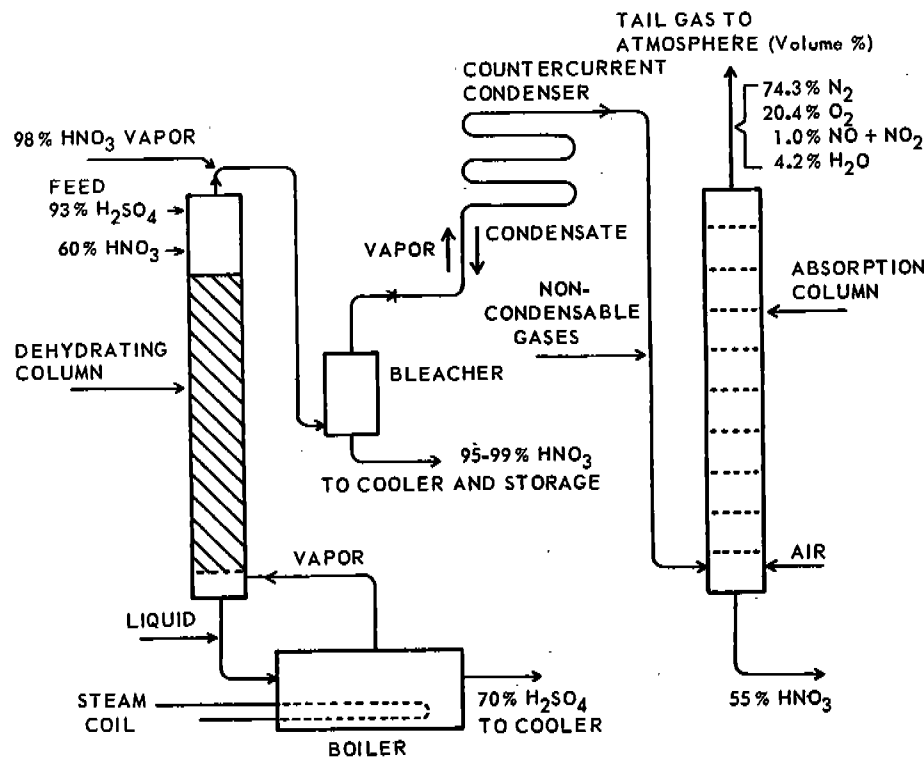 TAIL GAS TO
ATMOSPHERE (Volume %)
74.3% N₂
20.4% O₂
1.0% NO + NO₂
4.2% H₂O
COUNTERCURRENT
CONDENSER
98% HNO₃ VAPOR
FEED
93% H₂SO₄
60% HNO₃
VAPOR
CONDENSATE
NON-
CONDENSABLE
GASES
ABSORPTION
COLUMN
DEHYDRATING
COLUMN
BLEACHER
95-99% HNO₃
TO COOLER AND STORAGE
VAPOR
AIR
LIQUID
STEAM
COIL
70% H₂SO₄
TO COOLER
55% HNO₃
BOILER